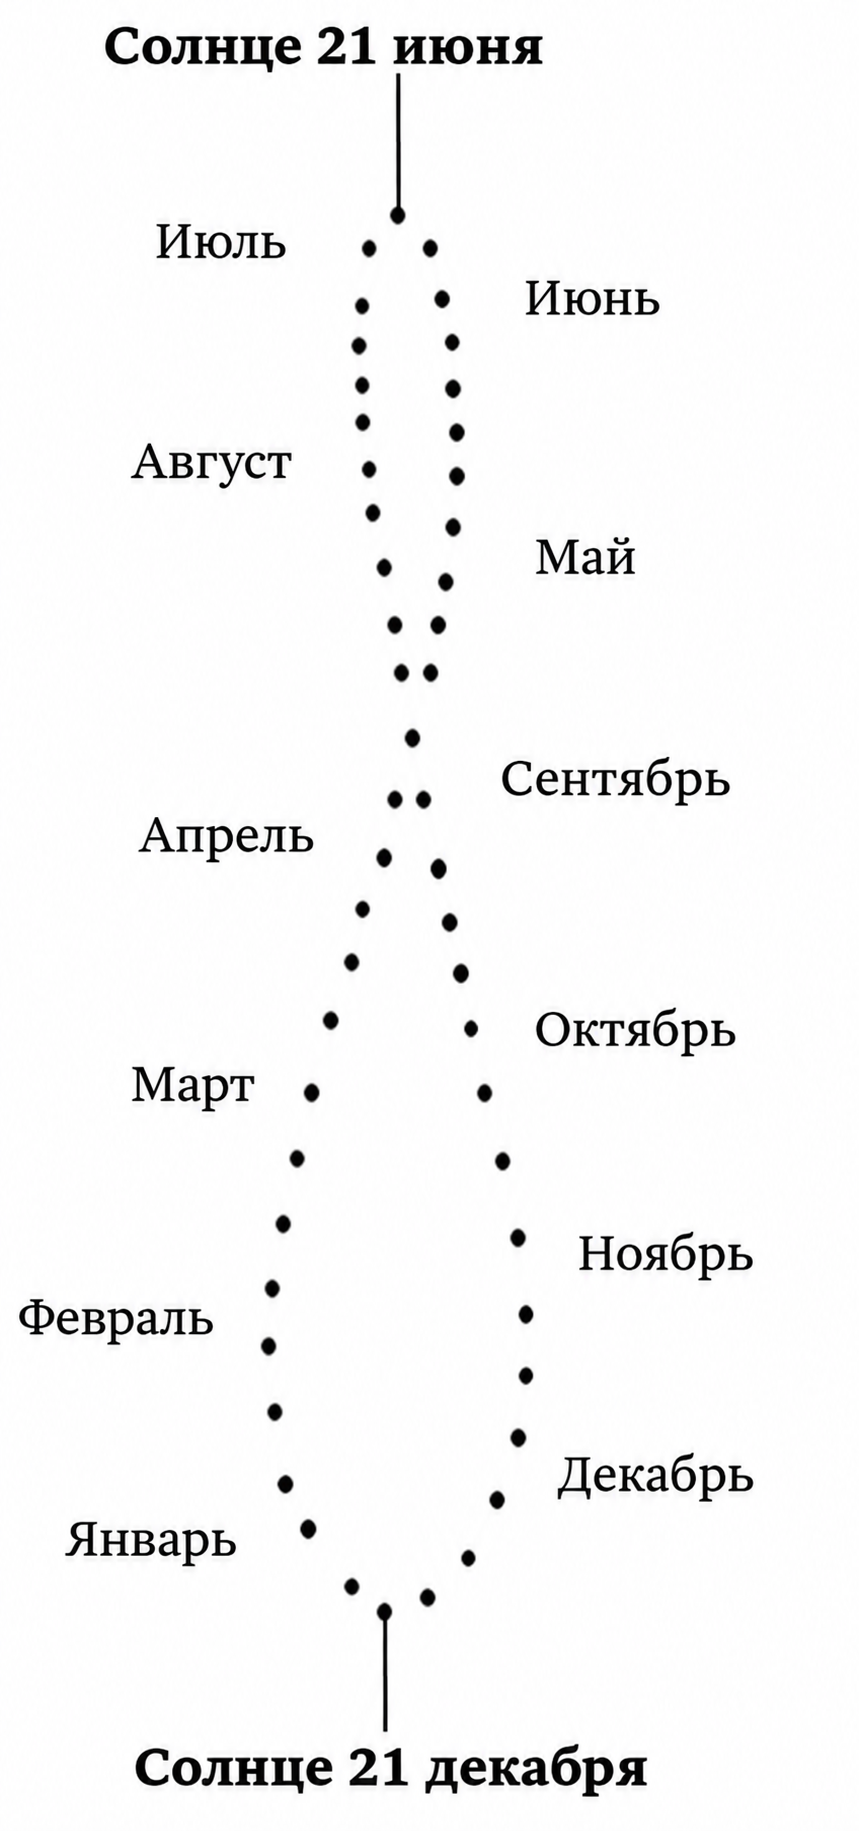 Солнце 21 июня
Июль
Июнь
Август
Май
Сентябрь
Апрель
Октябрь
Март
Ноябрь
Февраль
Декабрь
Январь
Солнце 21 декабря